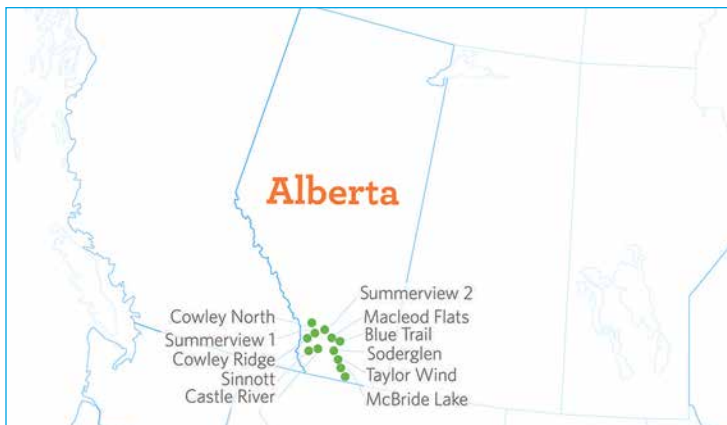 Alberta
Summerview 2
Cowley North
Macleod Flats
Summerview 1
Blue Trail
Cowley Ridge
Soderglen
Sinnott
Taylor Wind
Castle River
McBride Lake